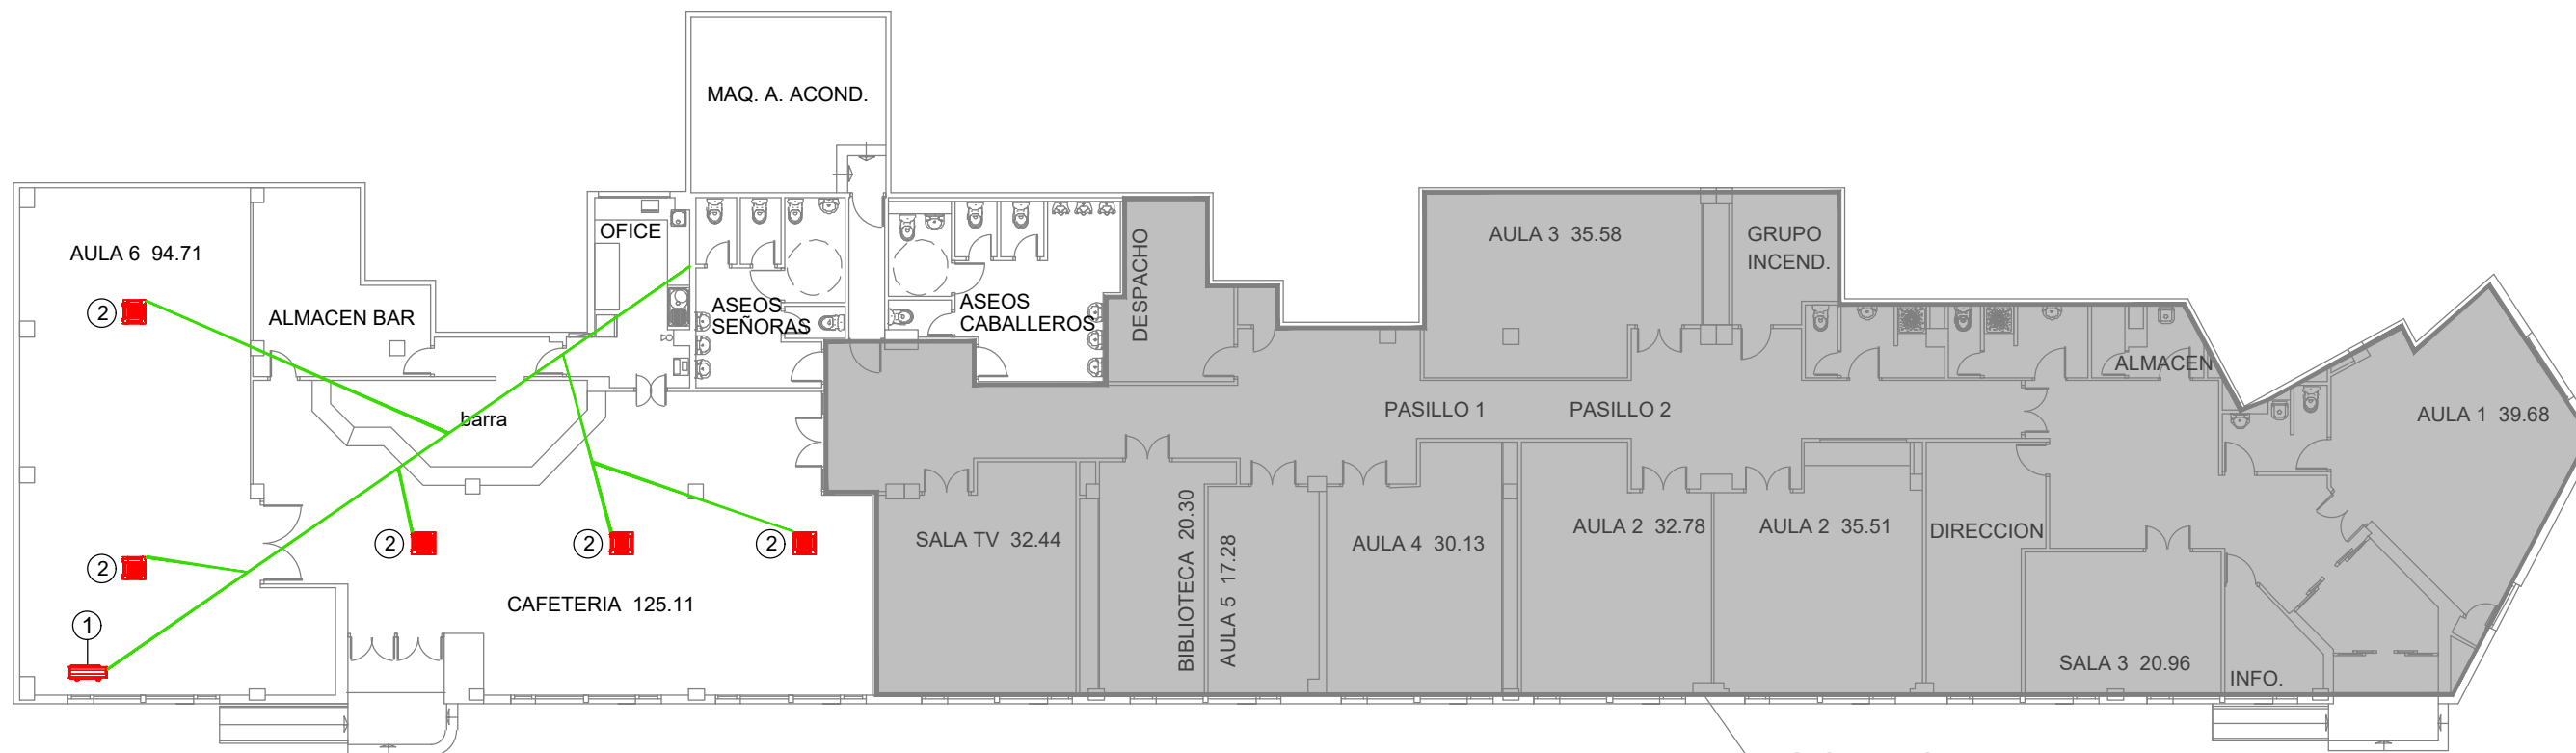 MAQ. A. ACOND.
OFICE
AULA 6 94.71
②
ALMACEN BAR
ASEOS
SEÑORAS
ASEOS
CABALLEROS
DESPACHO
AULA 3 35.58
GRUPO
INCEND.
ALMACEN
barra
PASILLO 1
PASILLO 2
AULA 1 39.68
②
②
②
②
①
CAFETERIA 125.11
SALA TV 32.44
BIBLIOTECA 20.30
AULA 5 17.28
AULA 4 30.13
AULA 2 32.78
AULA 2 35.51
DIRECCION
SALA 3 20.96
INFO.